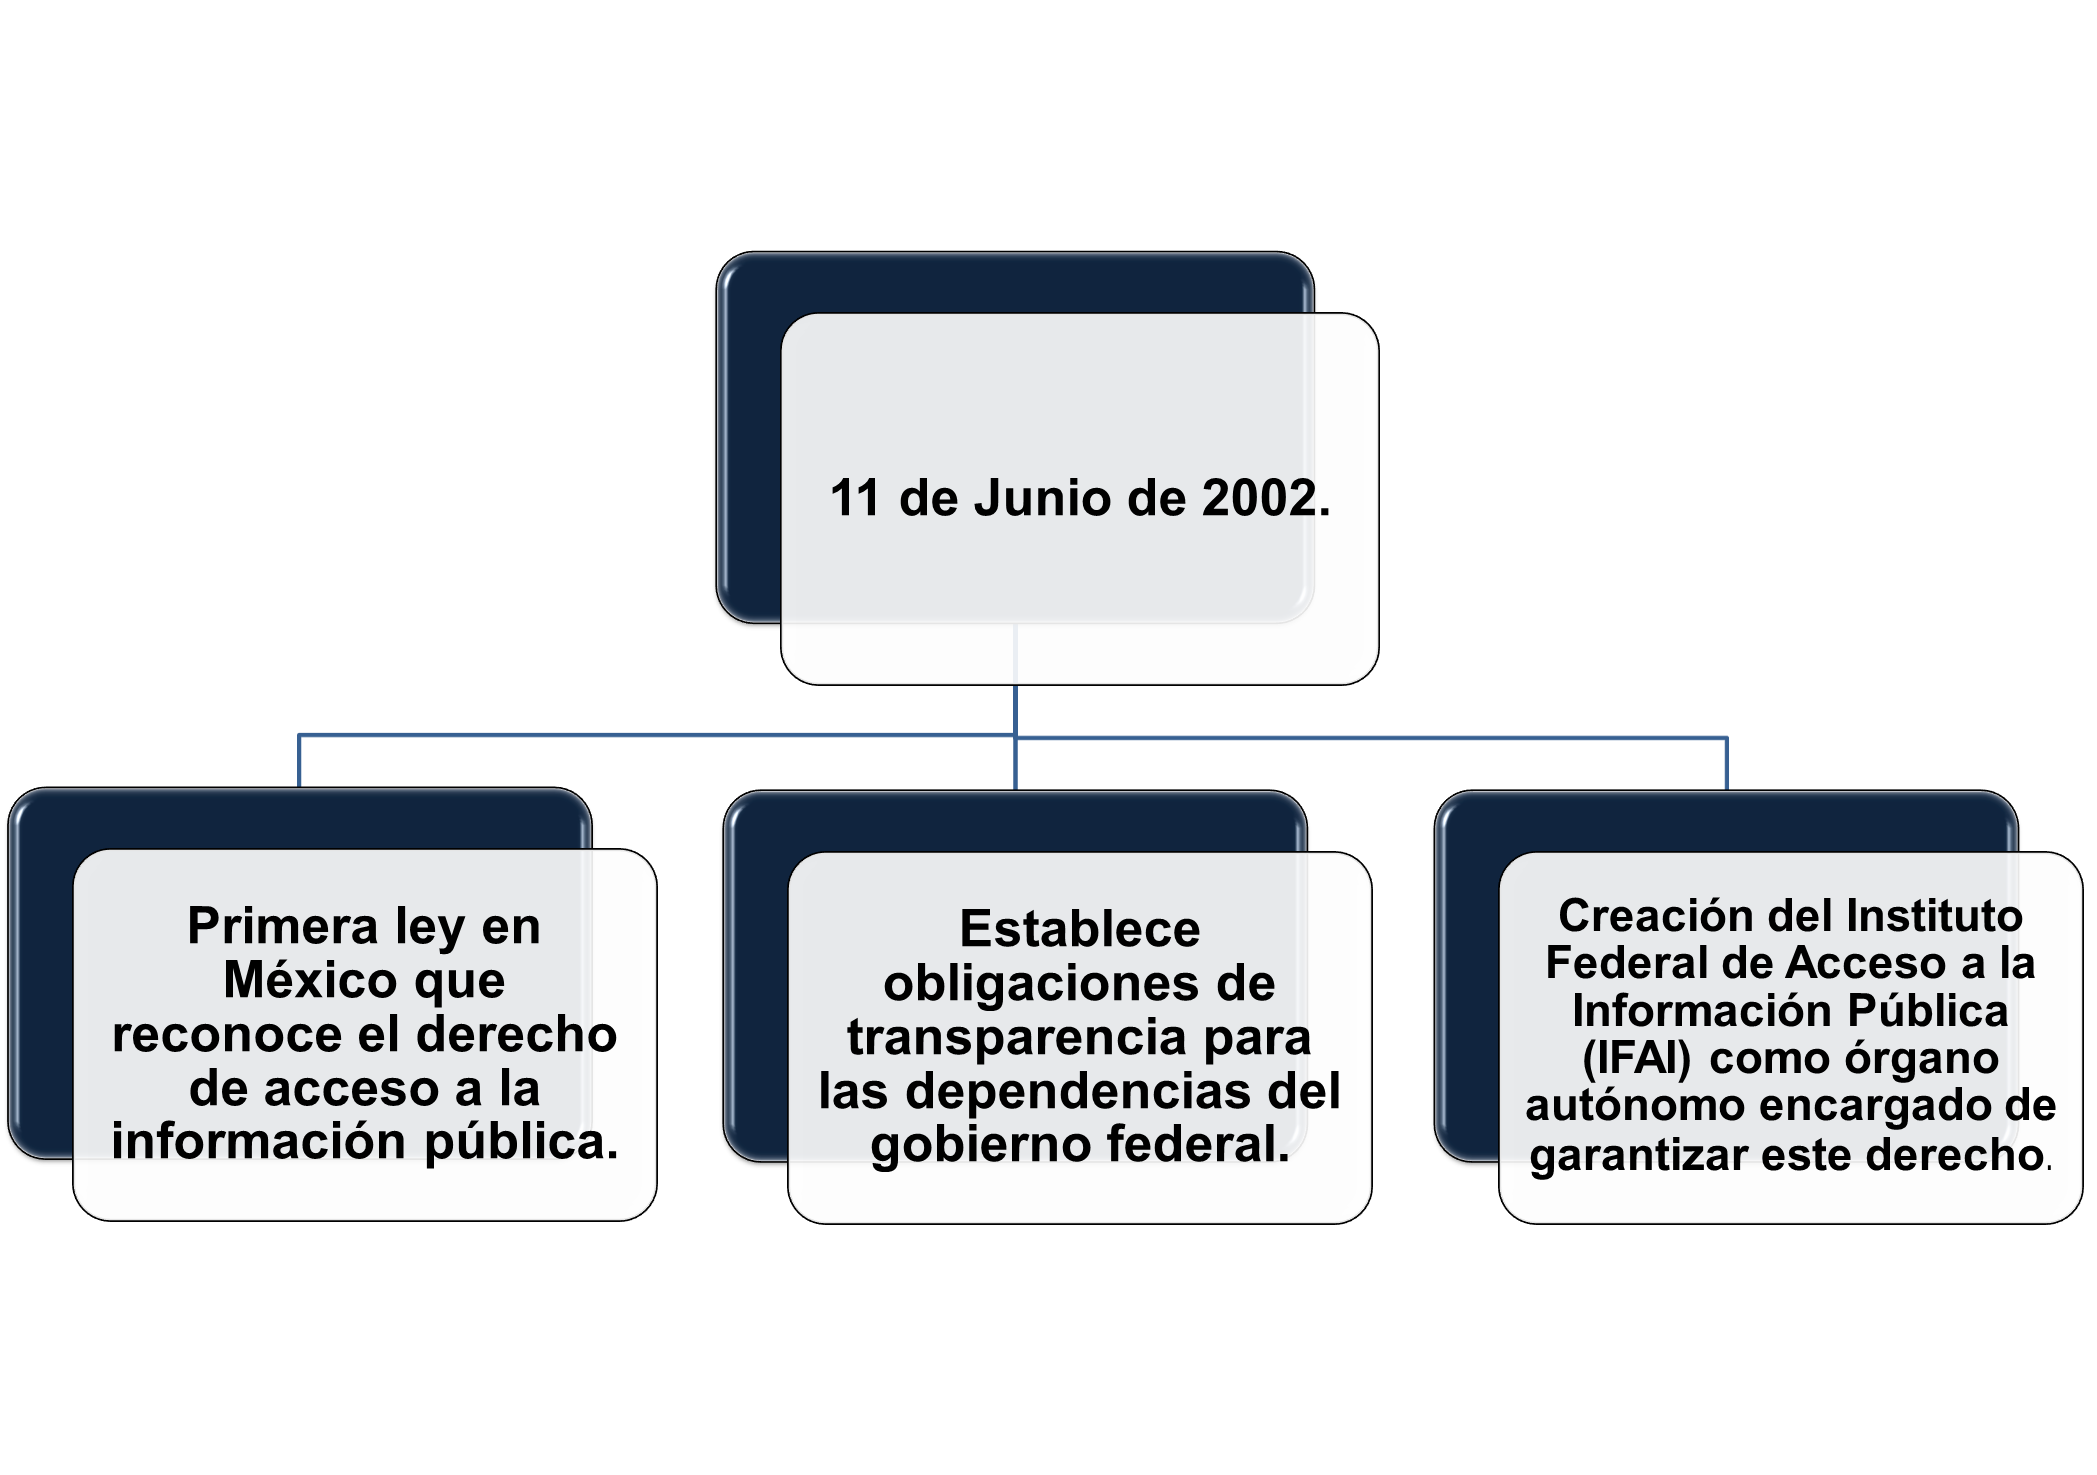 11 de Junio de 2002.
Primera ley en
México que
reconoce el derecho
de acceso a la
información pública.
Establece
obligaciones de
transparencia para
las dependencias del
gobierno federal.
Creación del Instituto
Federal de Acceso a la
Información Pública
(IFAI) como órgano
autónomo encargado de
garantizar este derecho.